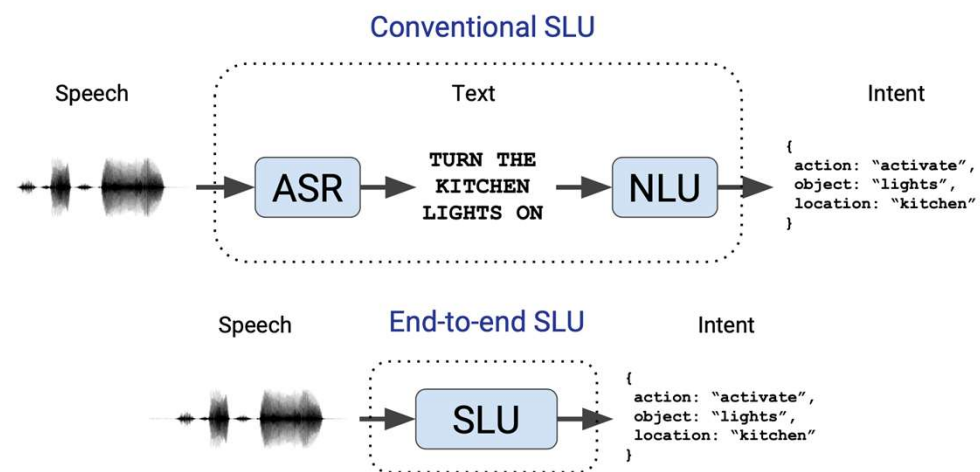 Conventional SLU
Speech
Text
Intent
ASR
TURN THE
KITCHEN
LIGHTS ON
NLU
{
action: “activate”,
object: “lights”,
location: “kitchen”
}
End-to-end SLU
Speech
Intent
SLU
{
action: “activate”,
object: “lights”,
location: “kitchen”
}